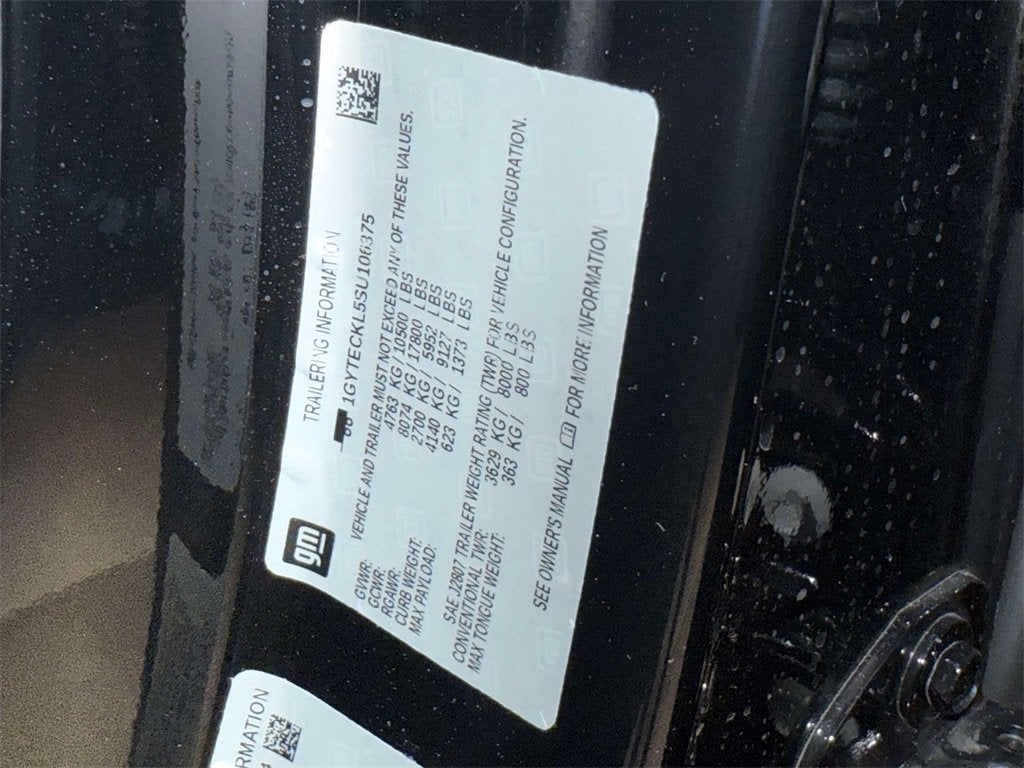 gm
TRAILERING INFORMATION
1GYTECKL5SU106375
VEHICLE AND TRAILER MUST NOT EXCEED ANY OF THESE VALUES.
GVWR: 4763 KG / 10500 LBS
GCWR: 8074 KG / 17800 LBS
RGAWR: 2700 KG / 5952 LBS
CURB WEIGHT: 4140 KG / 9127 LBS
MAX PAYLOAD: 623 KG / 1373 LBS
SAE J2807 TRAILER WEIGHT RATING (TWR) FOR VEHICLE CONFIGURATION.
CONVENTIONAL TWR: 3629 KG / 8000 LBS
MAX TONGUE WEIGHT: 363 KG / 800 LBS
SEE OWNER'S MANUAL FOR MORE INFORMATION
RMATION
4